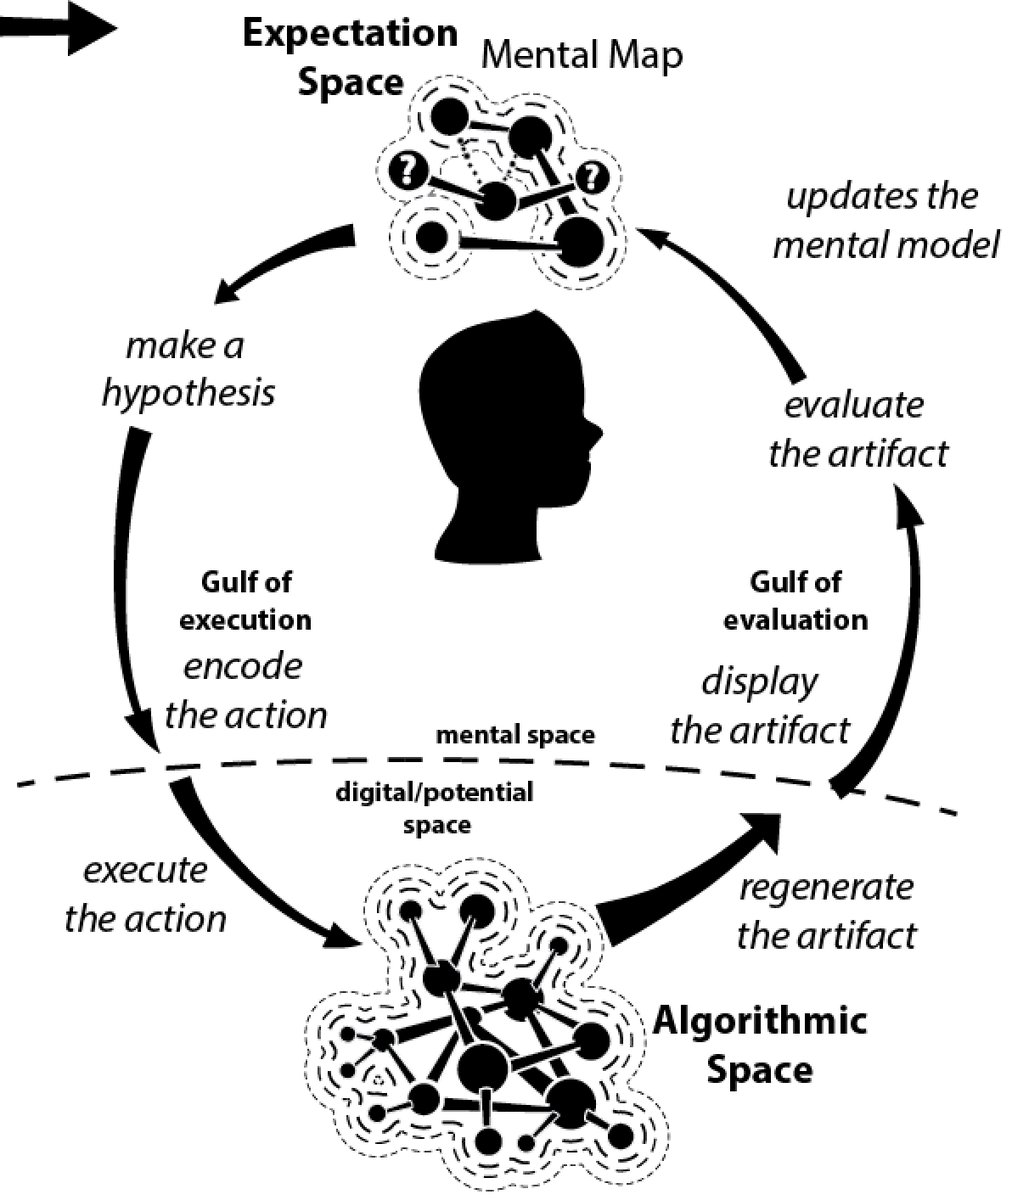 Expectation
Space
Mental Map
?
?
updates the
mental model
make a
hypothesis
evaluate
the artifact
Gulf of
execution
encode
the action
Gulf of
evaluation
display
the artifact
mental space
digital/potential
space
execute
the action
regenerate
the artifact
Algorithmic
Space